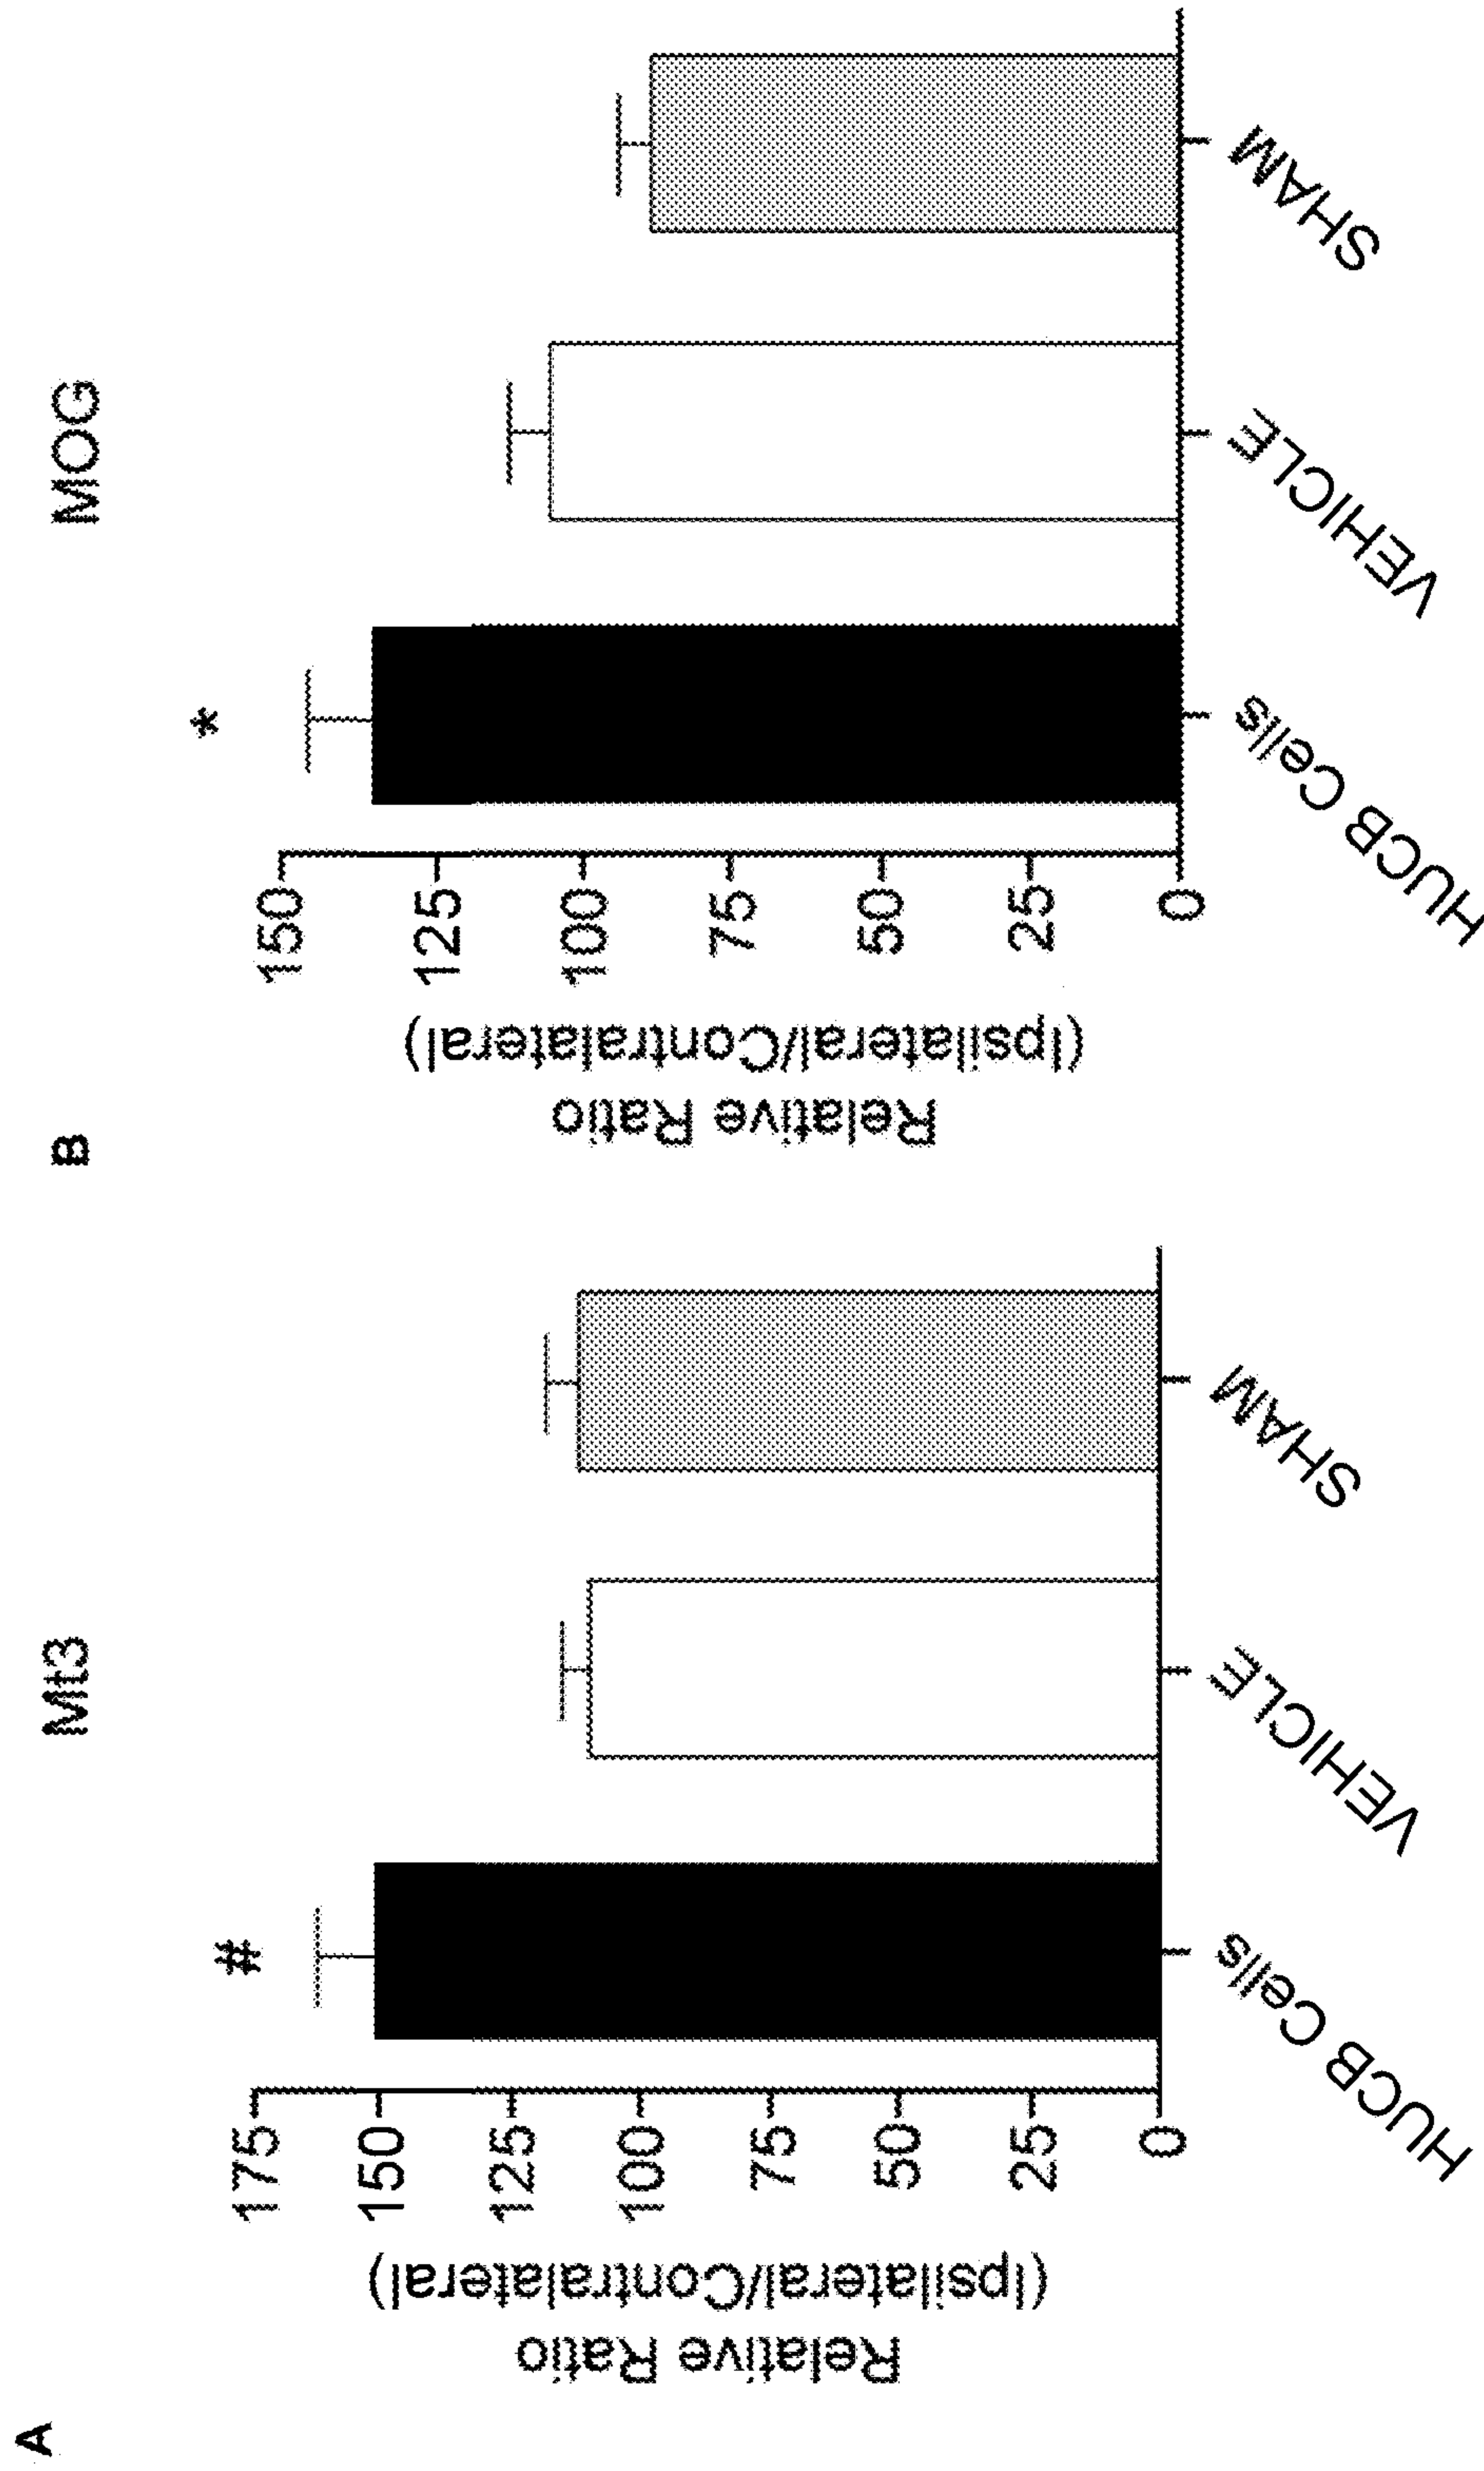 A
Mt3
#
Relative Ratio
(Ipsilateral/Contralateral)
175
150
125
100
75
50
25
0
HUCB Cells
VEHICLE
SHAM
B
MOG
*
Relative Ratio
(Ipsilateral/Contralateral)
150
125
100
75
50
25
0
HUCB Cells
VEHICLE
SHAM